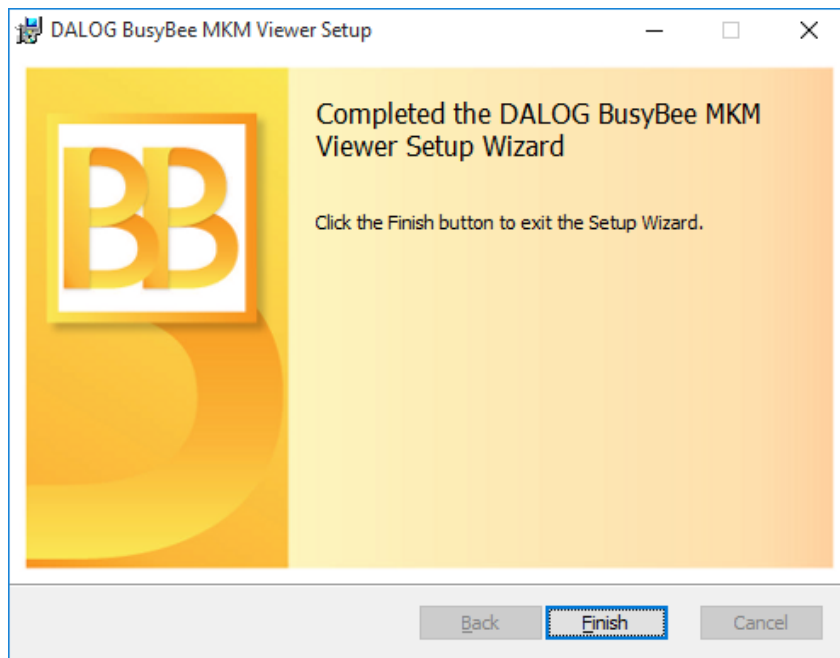 DALOG BusyBee MKM Viewer Setup
BB
Completed the DALOG BusyBee MKM
Viewer Setup Wizard
Click the Finish button to exit the Setup Wizard.
Back
Finish
Cancel